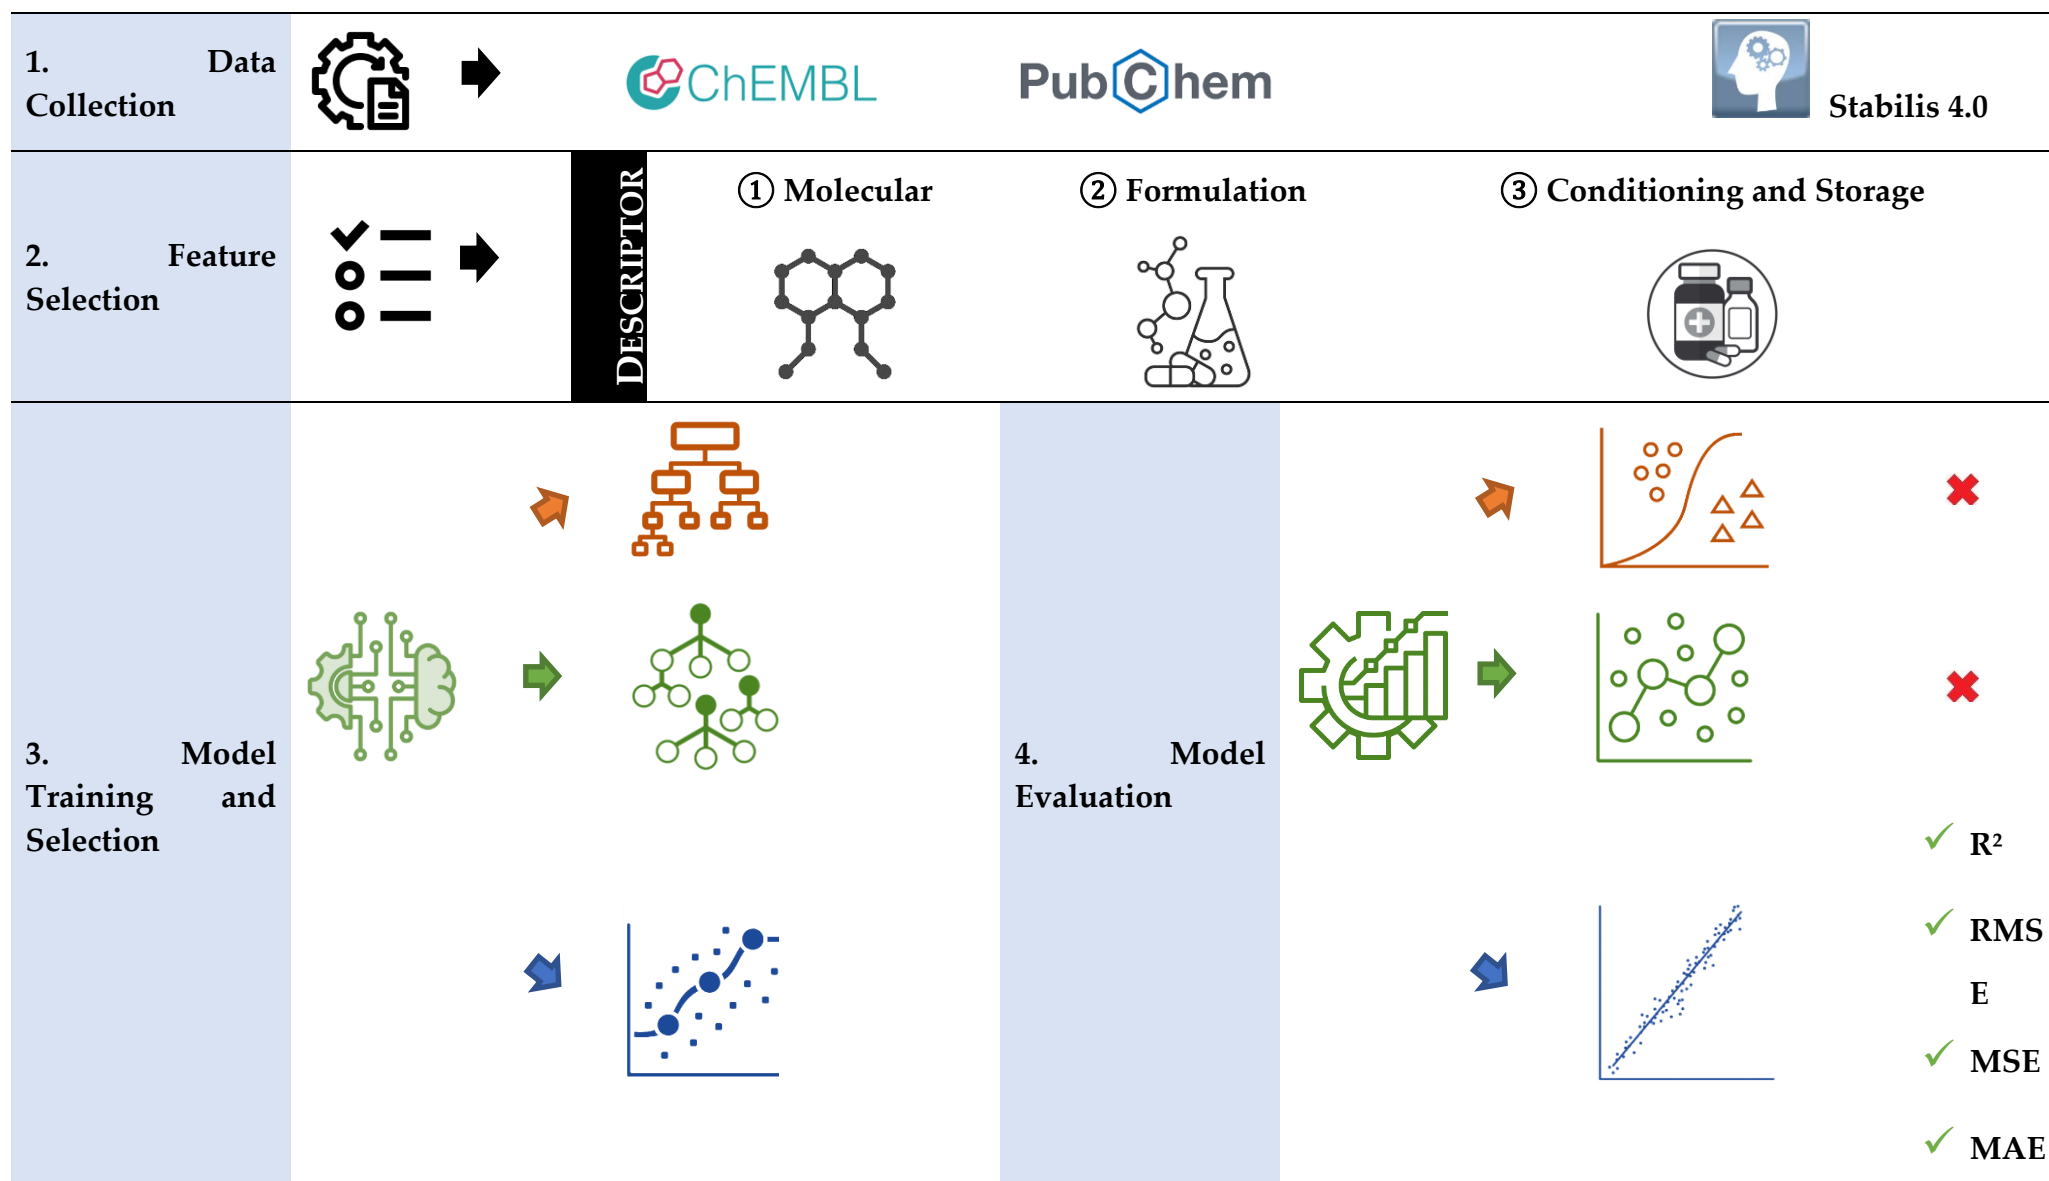 1. Data
Collection
ChEMBL
PubChem
Stabilis 4.0
2. Feature
Selection
DESCRIPTOR
① Molecular
② Formulation
③ Conditioning and Storage
3. Model
Training and
Selection
4. Model
Evaluation
✓ R²
✓ RMS
E
✓ MSE
✓ MAE